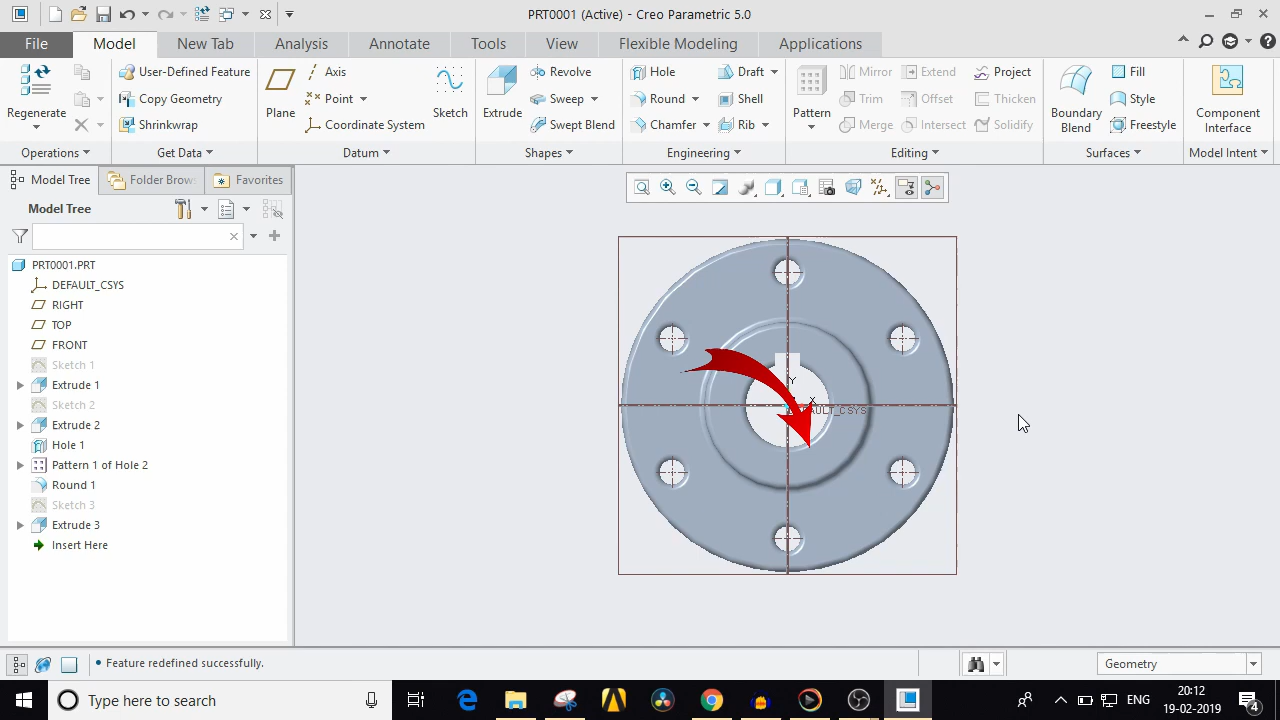 PRT0001 (Active) - Creo Parametric 5.0
File Model New Tab Analysis Annotate Tools View Flexible Modeling Applications
Regenerate
User-Defined Feature
Copy Geometry
Shrinkwrap
Plane
Axis
Point
Coordinate System
Sketch
Extrude
Revolve
Sweep
Swept Blend
Hole
Round
Chamfer
Draft
Shell
Rib
Pattern
Mirror
Trim
Merge
Extend
Offset
Intersect
Project
Thicken
Solidify
Boundary
Blend
Fill
Style
Freestyle
Component
Interface
Operations Get Data Datum Shapes Engineering Editing Surfaces Model Intent
Model Tree Folder Brow Favorites
Model Tree
PRT0001.PRT
DEFAULT_CSYS
RIGHT
TOP
FRONT
Sketch 1
Extrude 1
Sketch 2
Extrude 2
Hole 1
Pattern 1 of Hole 2
Round 1
Sketch 3
Extrude 3
Insert Here
Y
X
AULT_CSYS
• Feature redefined successfully.
Geometry
Type here to search
ENG
20:12
19-02-2019
4